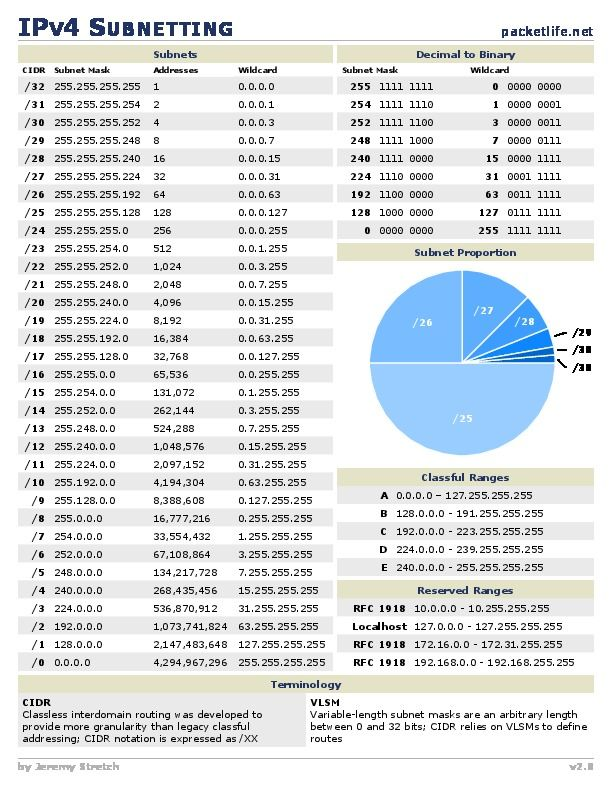 IPv4 SUBNETTING
packetlife.net
Subnets
CIDR Subnet Mask Addresses Wildcard
/32 255.255.255.255 1 0.0.0.0
/31 255.255.255.254 2 0.0.0.1
/30 255.255.255.252 4 0.0.0.3
/29 255.255.255.248 8 0.0.0.7
/28 255.255.255.240 16 0.0.0.15
/27 255.255.255.224 32 0.0.0.31
/26 255.255.255.192 64 0.0.0.63
/25 255.255.255.128 128 0.0.0.127
/24 255.255.255.0 256 0.0.0.255
/23 255.255.254.0 512 0.0.1.255
/22 255.255.252.0 1,024 0.0.3.255
/21 255.255.248.0 2,048 0.0.7.255
/20 255.255.240.0 4,096 0.0.15.255
/19 255.255.224.0 8,192 0.0.31.255
/18 255.255.192.0 16,384 0.0.63.255
/17 255.255.128.0 32,768 0.0.127.255
/16 255.255.0.0 65,536 0.0.255.255
/15 255.254.0.0 131,072 0.1.255.255
/14 255.252.0.0 262,144 0.3.255.255
/13 255.248.0.0 524,288 0.7.255.255
/12 255.240.0.0 1,048,576 0.15.255.255
/11 255.224.0.0 2,097,152 0.31.255.255
/10 255.192.0.0 4,194,304 0.63.255.255
/9 255.128.0.0 8,388,608 0.127.255.255
/8 255.0.0.0 16,777,216 0.255.255.255
/7 254.0.0.0 33,554,432 1.255.255.255
/6 252.0.0.0 67,108,864 3.255.255.255
/5 248.0.0.0 134,217,728 7.255.255.255
/4 240.0.0.0 268,435,456 15.255.255.255
/3 224.0.0.0 536,870,912 31.255.255.255
/2 192.0.0.0 1,073,741,824 63.255.255.255
/1 128.0.0.0 2,147,483,648 127.255.255.255
/0 0.0.0.0 4,294,967,296 255.255.255.255
Decimal to Binary
Subnet Mask Wildcard
255 1111 1111 0 0000 0000
254 1111 1110 1 0000 0001
252 1111 1100 3 0000 0011
248 1111 1000 7 0000 0111
240 1111 0000 15 0000 1111
224 1110 0000 31 0001 1111
192 1100 0000 63 0011 1111
128 1000 0000 127 0111 1111
0 0000 0000 255 1111 1111
Subnet Proportion
/27
/26
/28
/29
/30
/30
/25
Classful Ranges
A 0.0.0.0 – 127.255.255.255
B 128.0.0.0 - 191.255.255.255
C 192.0.0.0 - 223.255.255.255
D 224.0.0.0 - 239.255.255.255
E 240.0.0.0 - 255.255.255.255
Reserved Ranges
RFC 1918 10.0.0.0 - 10.255.255.255
Localhost 127.0.0.0 - 127.255.255.255
RFC 1918 172.16.0.0 - 172.31.255.255
RFC 1918 192.168.0.0 - 192.168.255.255
Terminology
CIDR
Classless interdomain routing was developed to
provide more granularity than legacy classful
addressing; CIDR notation is expressed as /XX
VLSM
Variable-length subnet masks are an arbitrary length
between 0 and 32 bits; CIDR relies on VLSMs to define
routes
by Jeremy Stretch
v2.0